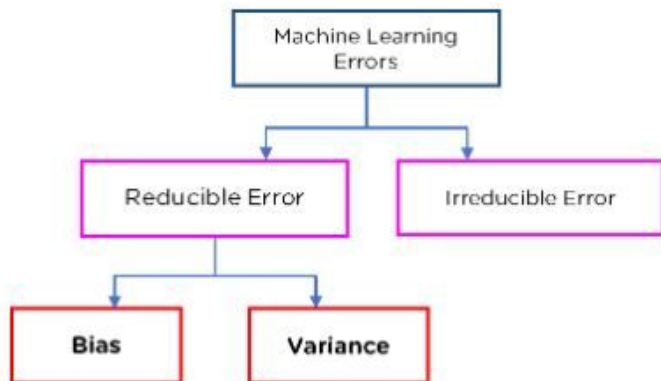 Machine Learning
Errors
Reducible Error
Irreducible Error
Bias
Variance